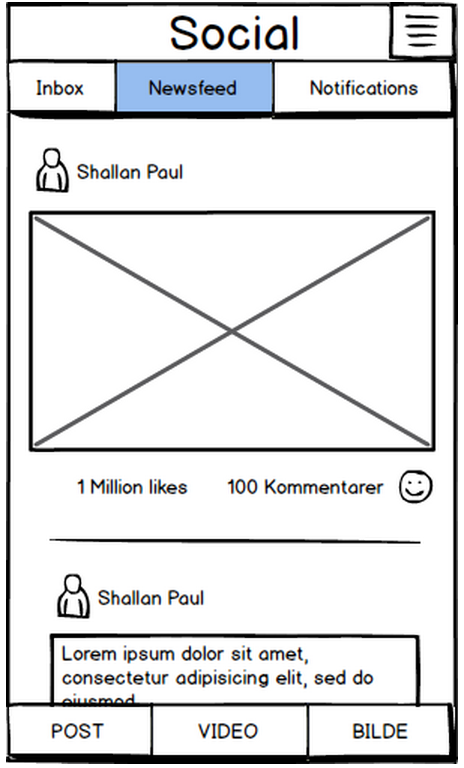 Social
Inbox Newsfeed Notifications
Shallan Paul
1 Million likes 100 Kommentarer
Shallan Paul
Lorem ipsum dolor sit amet,
consectetur adipisicing elit, sed do
eiusmod
POST VIDEO BILDE